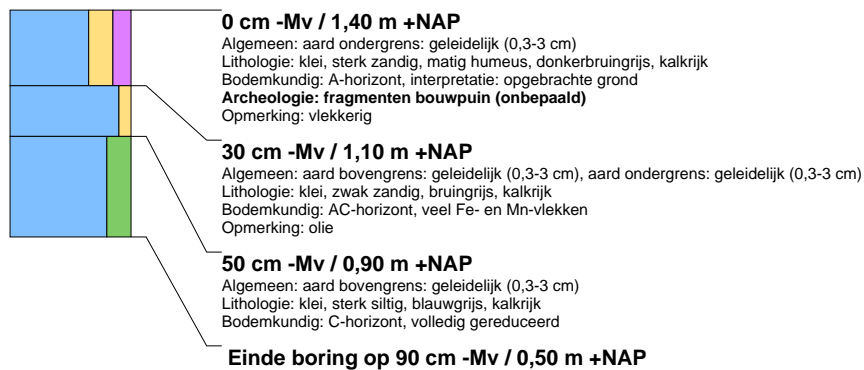 0 cm -Mv / 1,40 m +NAP
Algemeen: aard ondergrens: geleidelijk (0,3-3 cm)
Lithologie: klei, sterk zandig, matig humeus, donkerbruingrijs, kalkrijk
Bodemkundig: A-horizont, interpretatie: opgebrachte grond
Archeologie: fragmenten bouwpuin (onbepaald)
Opmerking: vlekkerig
30 cm -Mv / 1,10 m +NAP
Algemeen: aard bovengrens: geleidelijk (0,3-3 cm), aard ondergrens: geleidelijk (0,3-3 cm)
Lithologie: klei, zwak zandig, bruingrijs, kalkrijk
Bodemkundig: AC-horizont, veel Fe- en Mn-vlekken
Opmerking: olie
50 cm -Mv / 0,90 m +NAP
Algemeen: aard bovengrens: geleidelijk (0,3-3 cm)
Lithologie: klei, sterk siltig, blauwgrijs, kalkrijk
Bodemkundig: C-horizont, volledig gereduceerd
Einde boring op 90 cm -Mv / 0,50 m +NAP